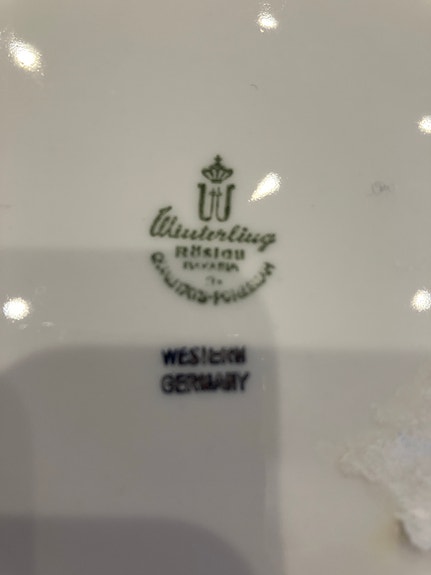 W
Winterling
Röslau
BAVARIA
QUALITÄTS-PORZELLAN
WESTERN
GERMANY